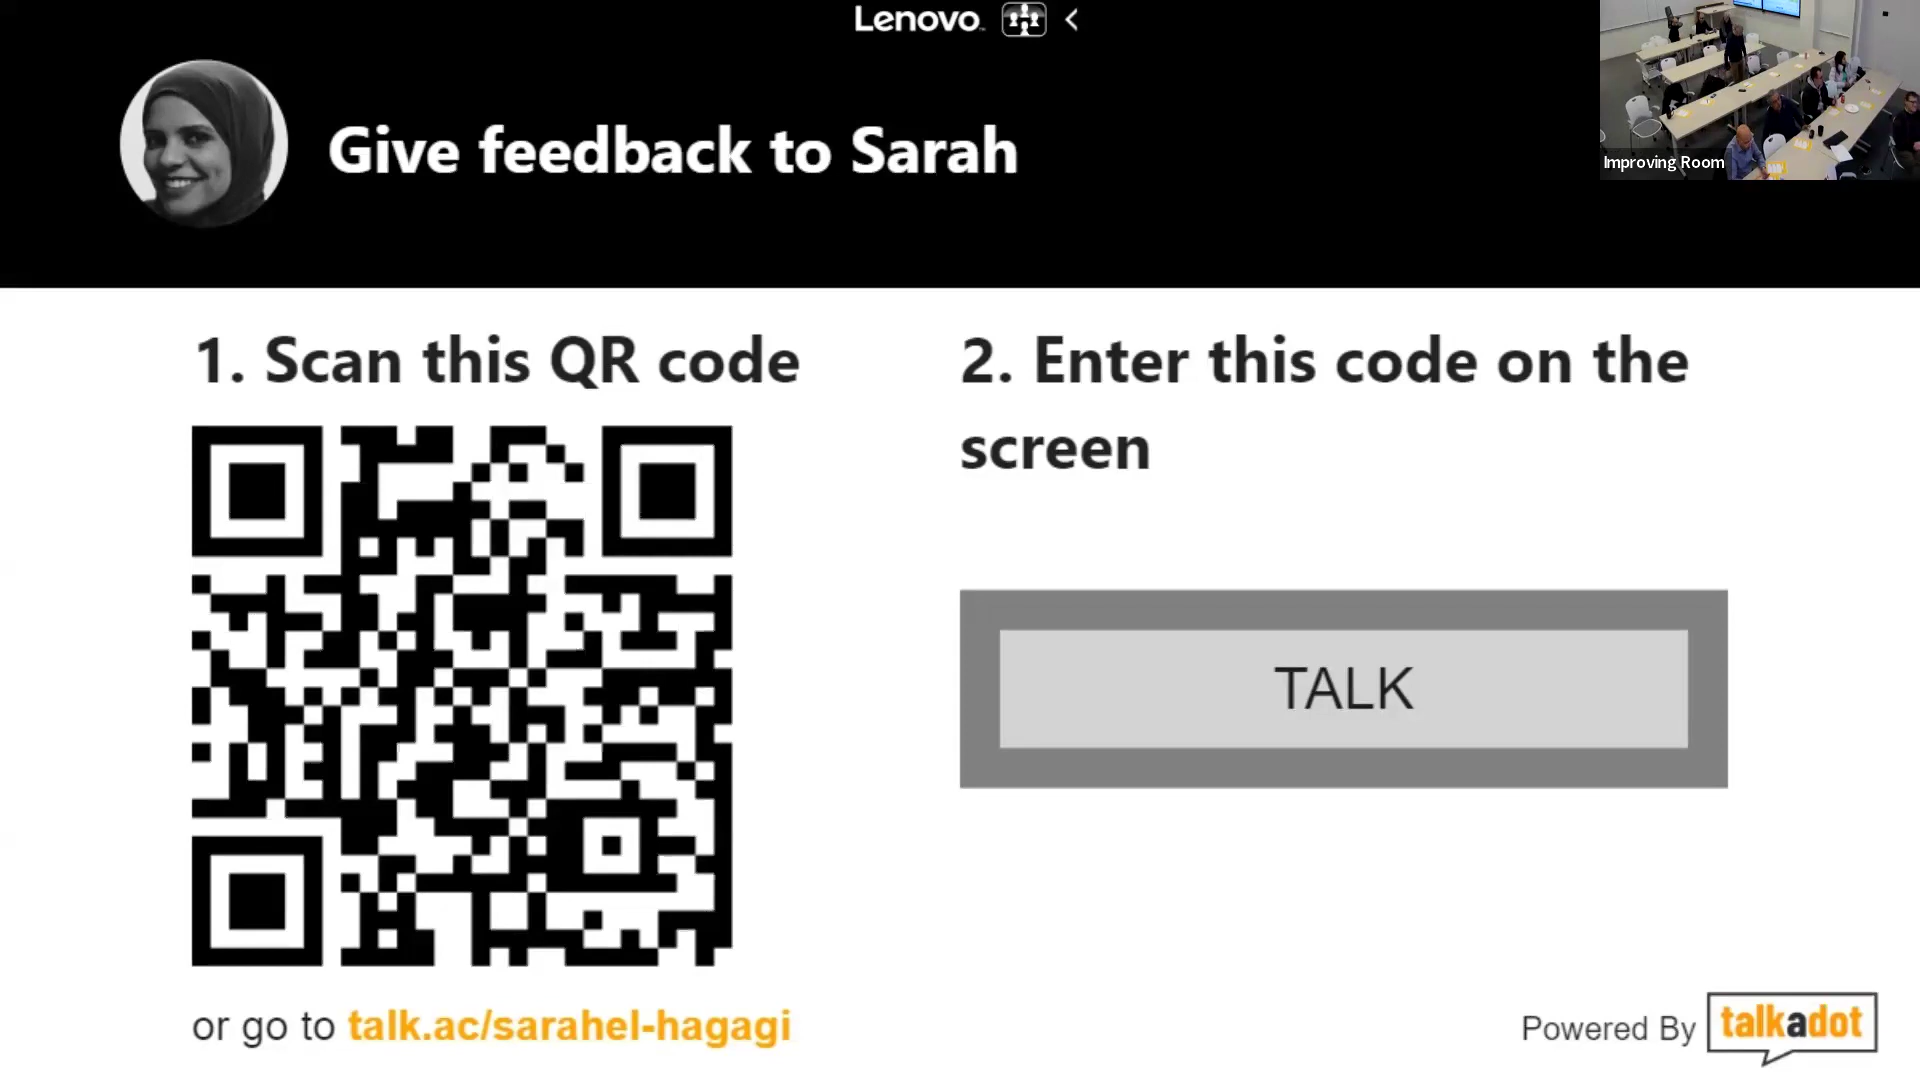 Lenovo
Improving Room
Give feedback to Sarah
1. Scan this QR code
2. Enter this code on the
screen
TALK
or go to talk.ac/sarahel-hagagi
Powered By talkadot